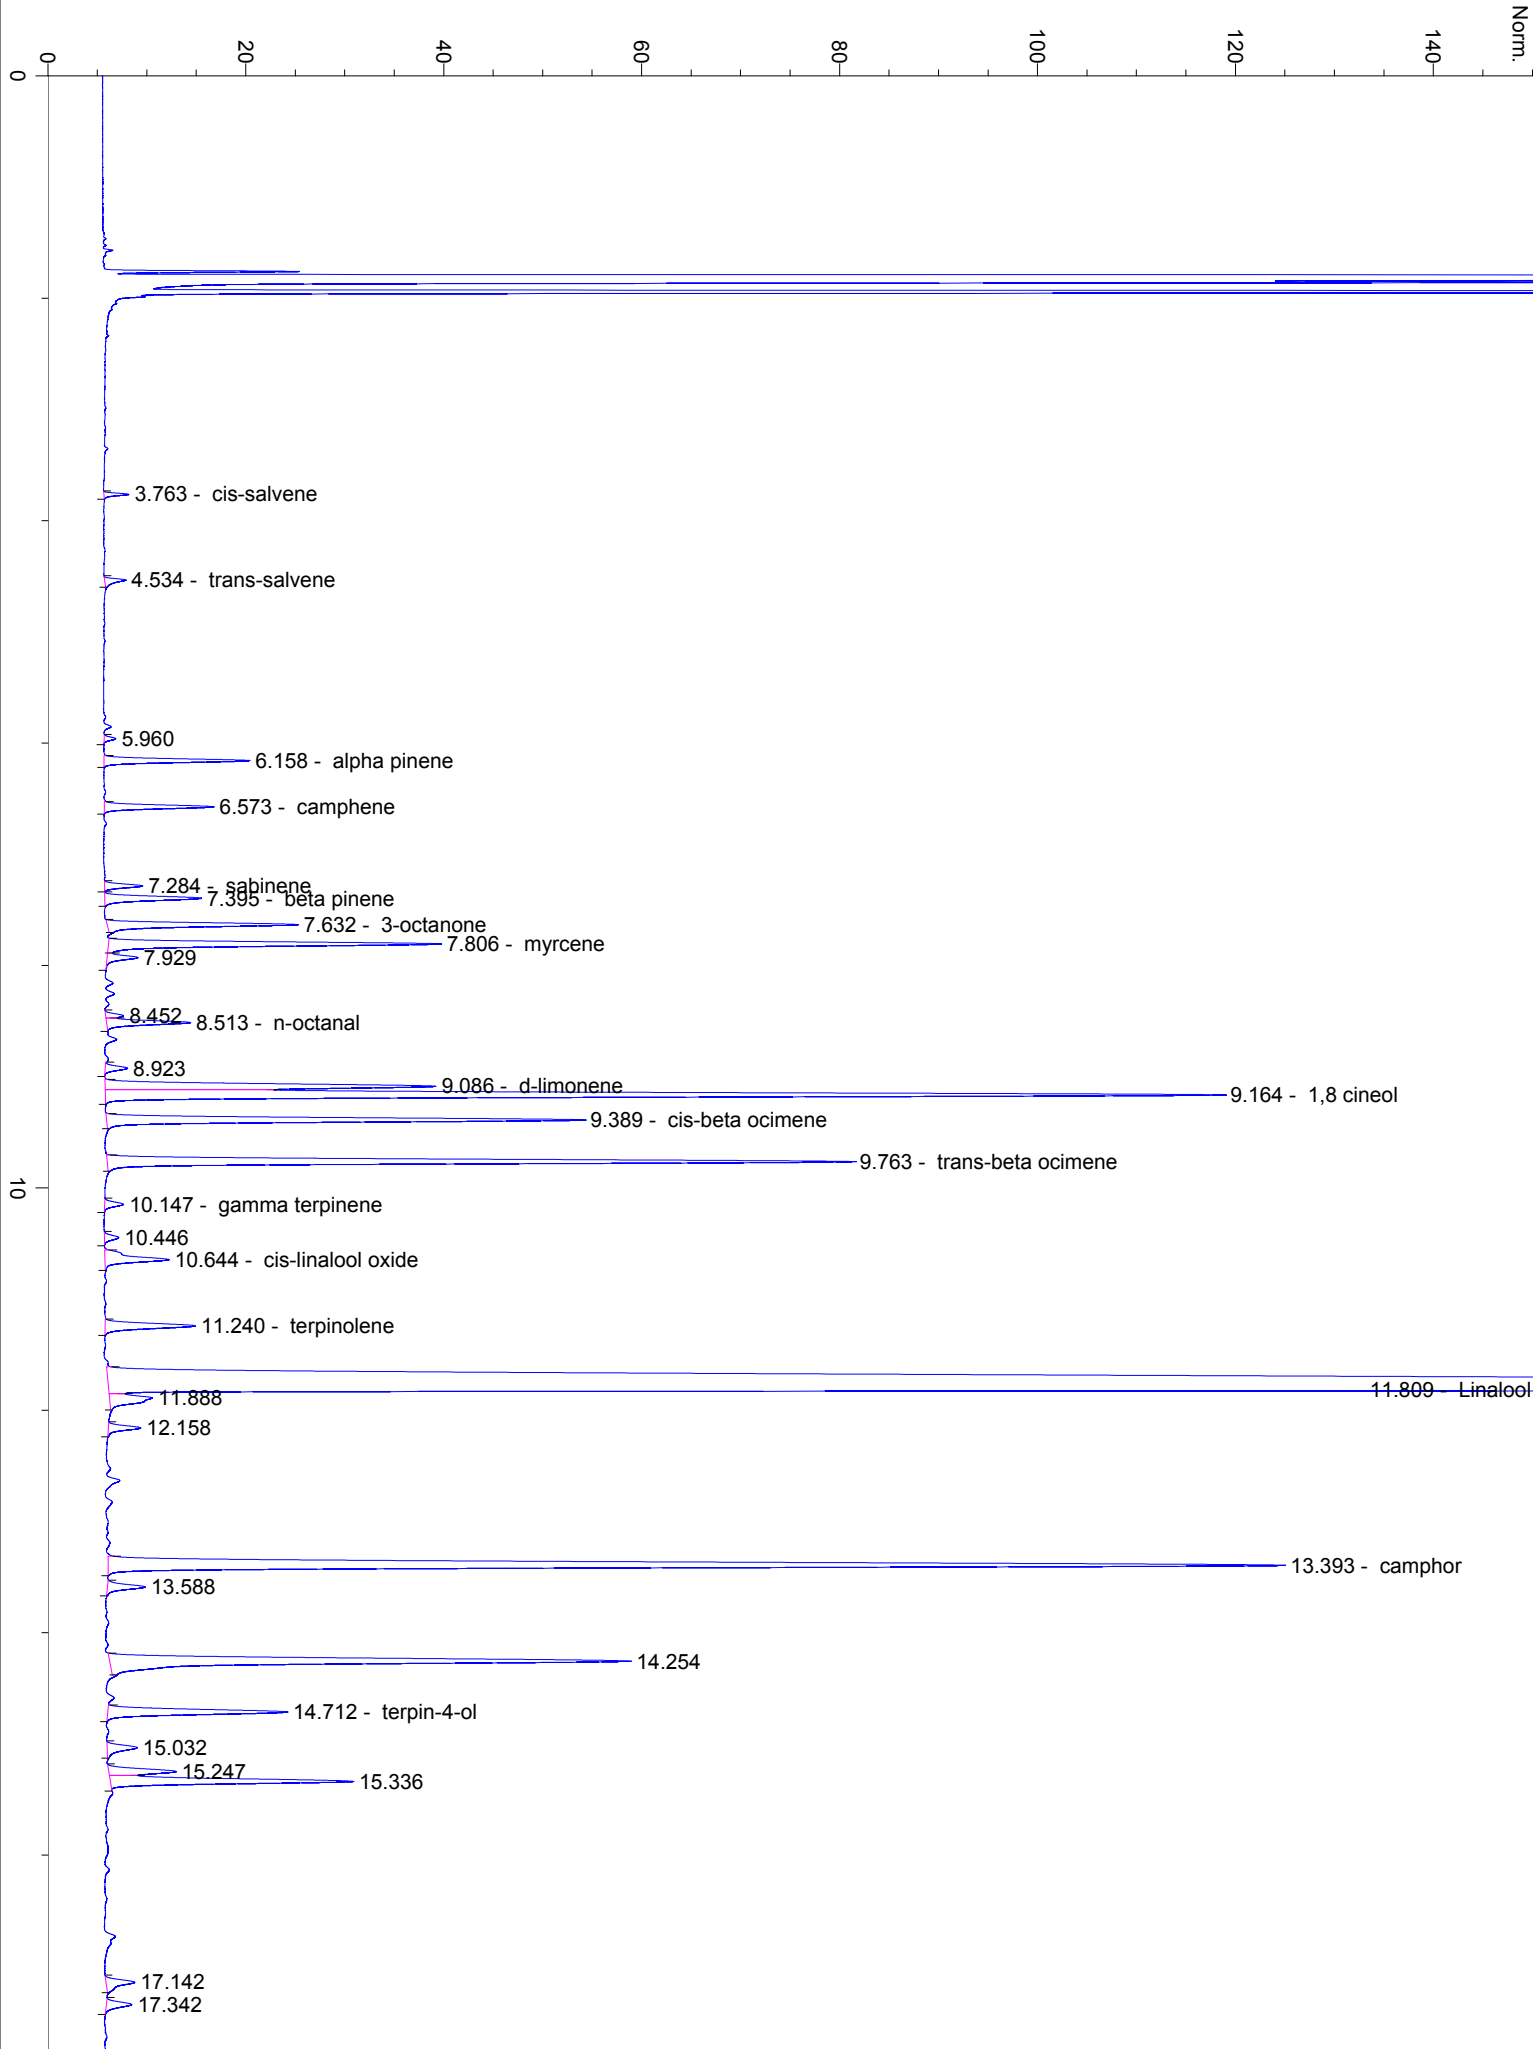 Norm.
0
20
40
60
80
100
120
140
0
3.763 - cis-salvene
4.534 - trans-salvene
5.960
6.158 - alpha pinene
6.573 - camphene
7.284 - sabinene
7.395 - beta pinene
7.632 - 3-octanone
7.806 - myrcene
7.929
8.452
8.513 - n-octanal
8.923
9.086 - d-limonene
9.164 - 1,8 cineol
9.389 - cis-beta ocimene
9.763 - trans-beta ocimene
10
10.147 - gamma terpinene
10.446
10.644 - cis-linalool oxide
11.240 - terpinolene
11.809 - Linalool
11.888
12.158
13.393 - camphor
13.588
14.254
14.712 - terpin-4-ol
15.032
15.247
15.336
17.142
17.342